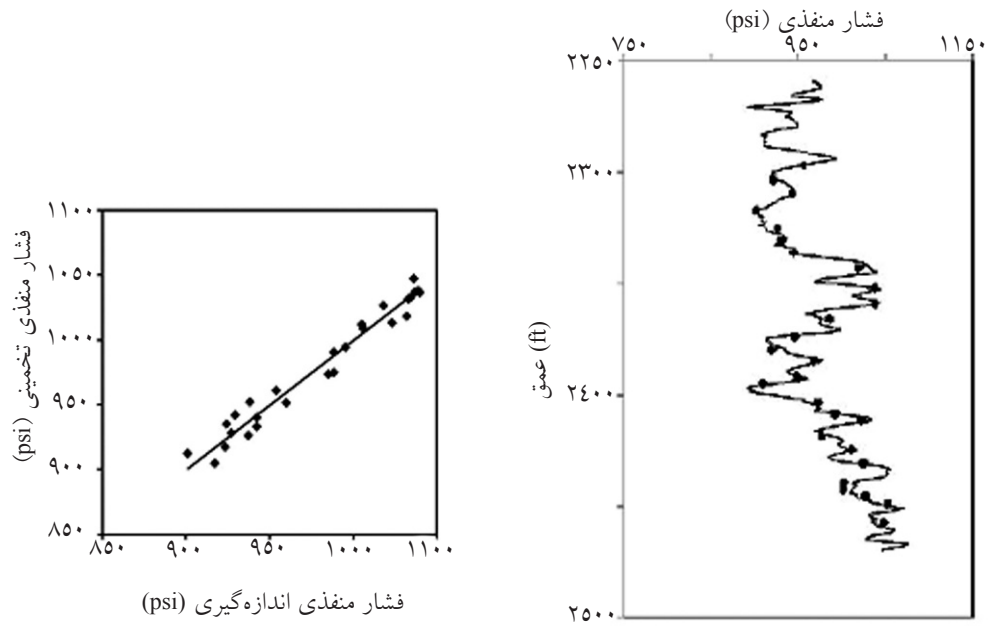 فشار منفذی (psi)
۷۵۰ ۹۵۰ ۱۱۵۰
۲۲۵۰
۲۳۰۰
۲۴۰۰
۲۵۰۰
عمق (ft)
فشار منفذی تخمینی (psi)
۱۱۰۰
۱۰۵۰
۱۰۰۰
۹۵۰
۹۰۰
۸۵۰
۸۵۰ ۹۰۰ ۹۵۰ ۱۰۰۰ ۱۱۰۰
فشار منفذی اندازه‌گیری (psi)